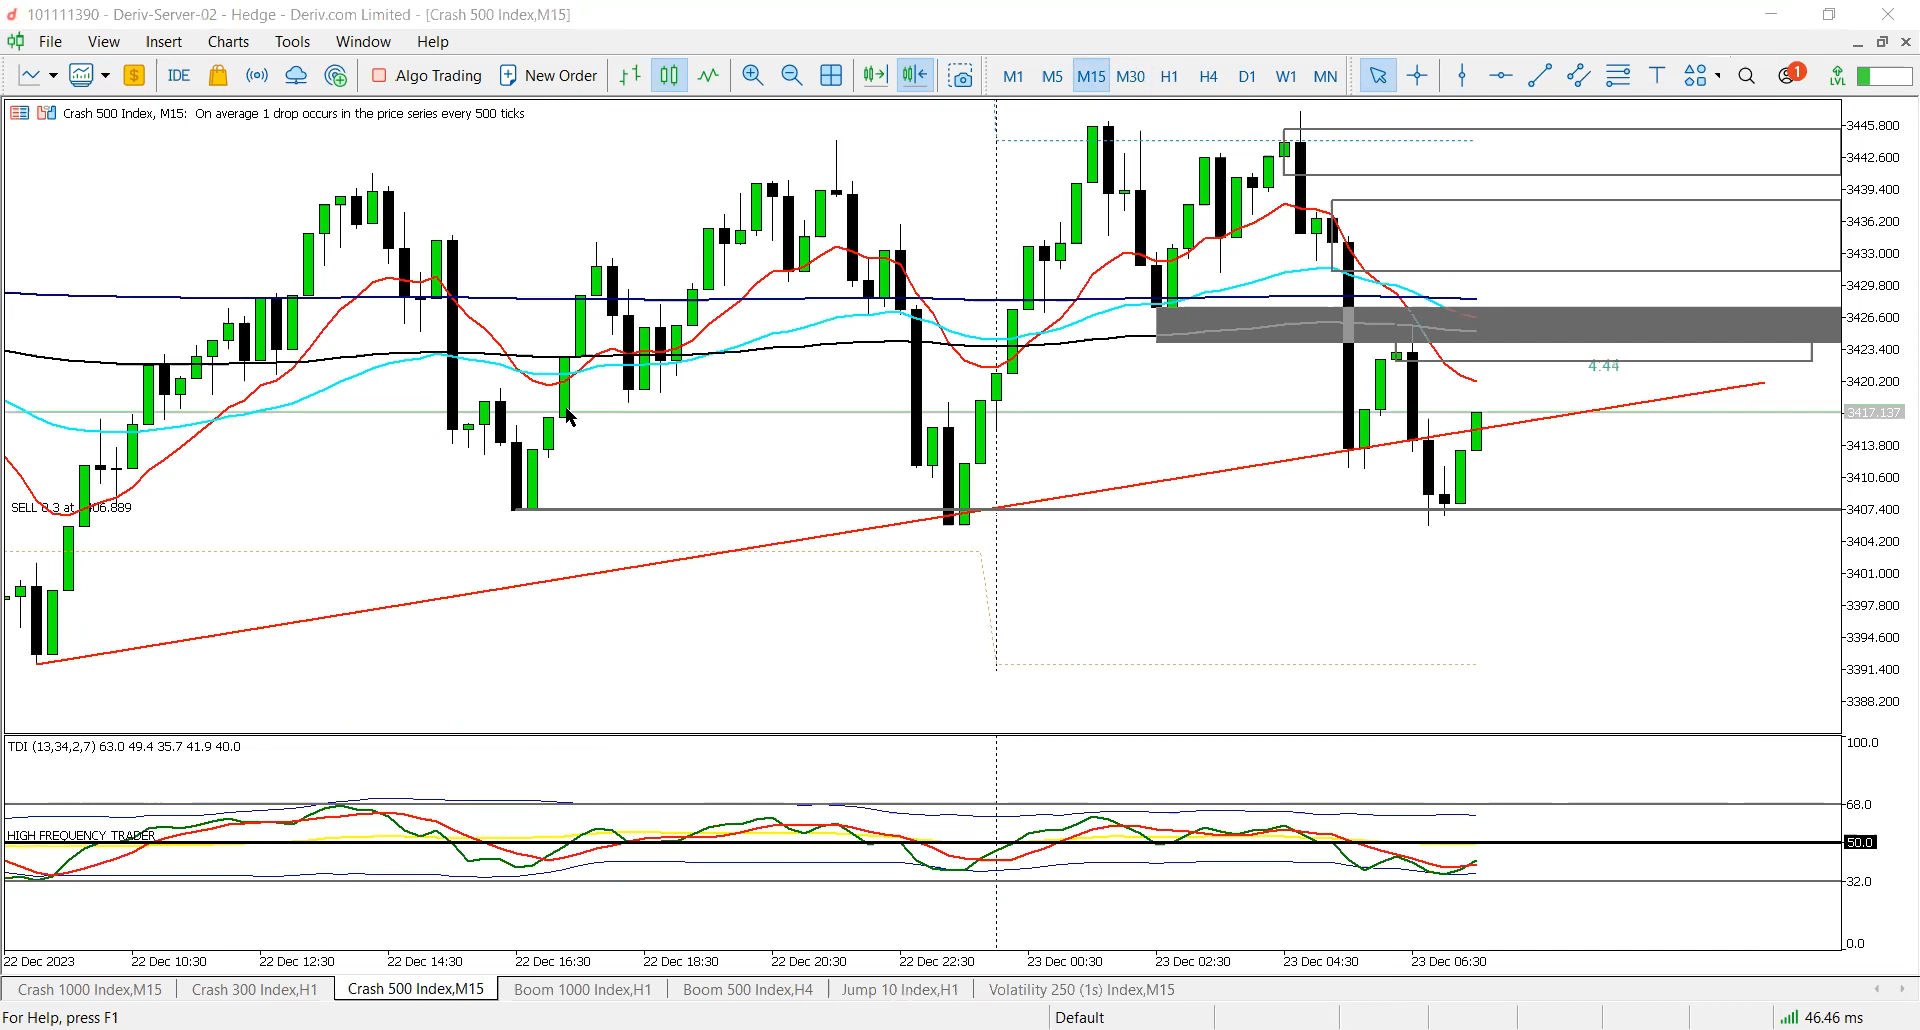 101111390 - Deriv-Server-02 - Hedge - Deriv.com Limited - [Crash 500 Index,M15]
File View Insert Charts Tools Window Help
IDE Algo Trading New Order M1 M5 M15 M30 H1 H4 D1 W1 MN 1 LVL
Crash 500 Index, M15: On average 1 drop occurs in the price series every 500 ticks
3445.800
3442.600
3439.400
3436.200
3433.000
3429.800
3426.600
3423.400
4:44
3420.200
3417.137
3413.800
3410.600
SELL 0.3 at 06.889
3407.400
3404.200
3401.000
3397.800
3394.600
3391.400
3388.200
TDI (13,34,2,7) 63.0 49.4 35.7 41.9 40.0
100.0
68.0
HIGH FREQUENCY TRADER
50.0
32.0
0.0
22 Dec 2023 22 Dec 10:30 22 Dec 12:30 22 Dec 14:30 22 Dec 16:30 22 Dec 18:30 22 Dec 20:30 22 Dec 22:30 23 Dec 00:30 23 Dec 02:30 23 Dec 04:30 23 Dec 06:30
Crash 1000 Index,M15 Crash 300 Index,H1 Crash 500 Index,M15 Boom 1000 Index,H1 Boom 500 Index,H4 Jump 10 Index,H1 Volatility 250 (1s) Index,M15
For Help, press F1 Default 46.46 ms